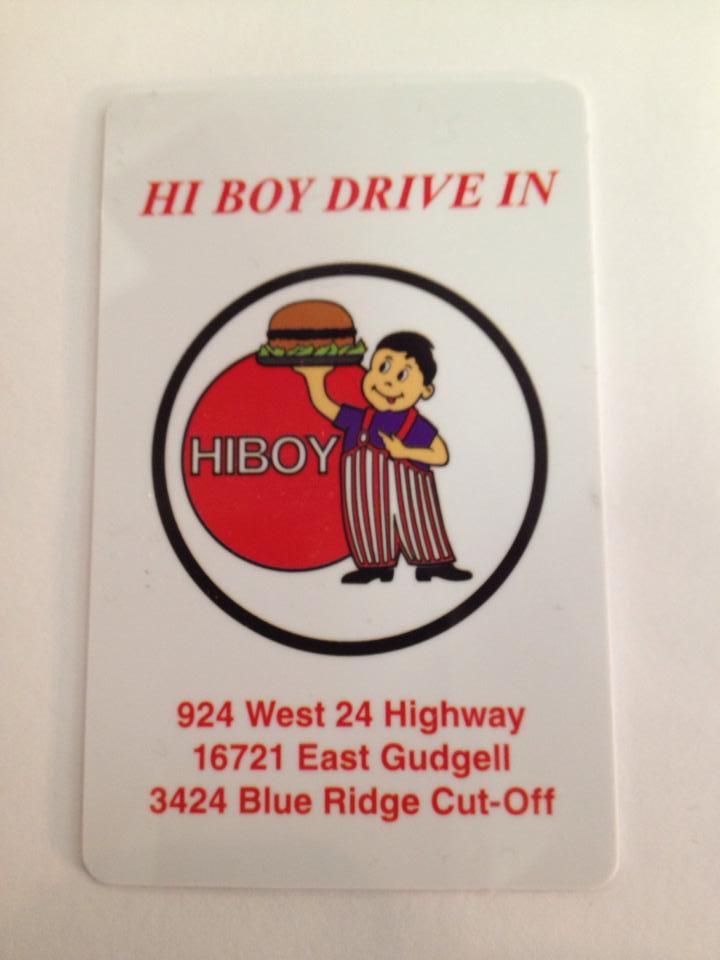 HI BOY DRIVE IN
HIBOY
924 West 24 Highway
16721 East Gudgell
3424 Blue Ridge Cut-Off